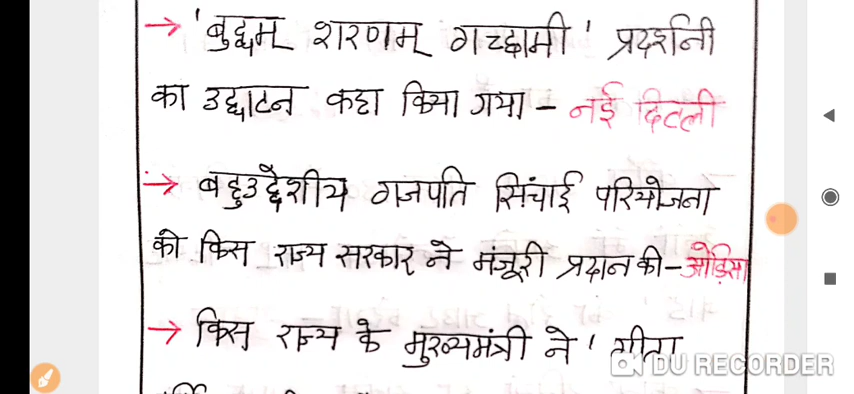 → 'बुद्धम् शरणम् गच्छामी' प्रदर्शनी
का उद्घाटन कहा किया गया - नई दिल्ली
→ बहुउद्देशीय गजपति सिंचाई परियोजना
को किस राज्य सरकार ने मंजूरी प्रदान की - ओड़िसा
→ किस राज्य के मुख्यमंत्री ने 'गीता
DU RECORDER